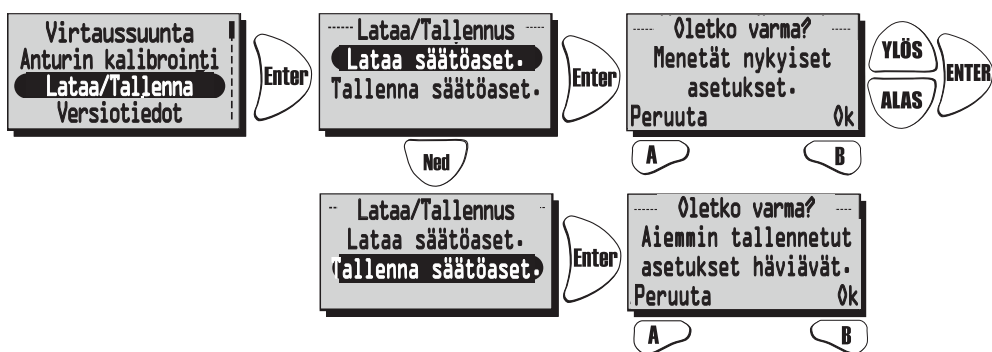 Virtaussuunta
Anturin kalibrointi
Lataa/Tallenna
Versiotiedot
Enter
Lataa/Tallennus
Lataa säätöaset.
Tallenna säätöaset.
Enter
Oletko varma?
Menetät nykyiset
asetukset.
Peruuta Ok
YLÖS
ALAS
ENTER
A B
Ned
Lataa/Tallennus
Lataa säätöaset.
Tallenna säätöaset.
Enter
Oletko varma?
Aiemmin tallennetut
asetukset häviävät.
Peruuta Ok
A B